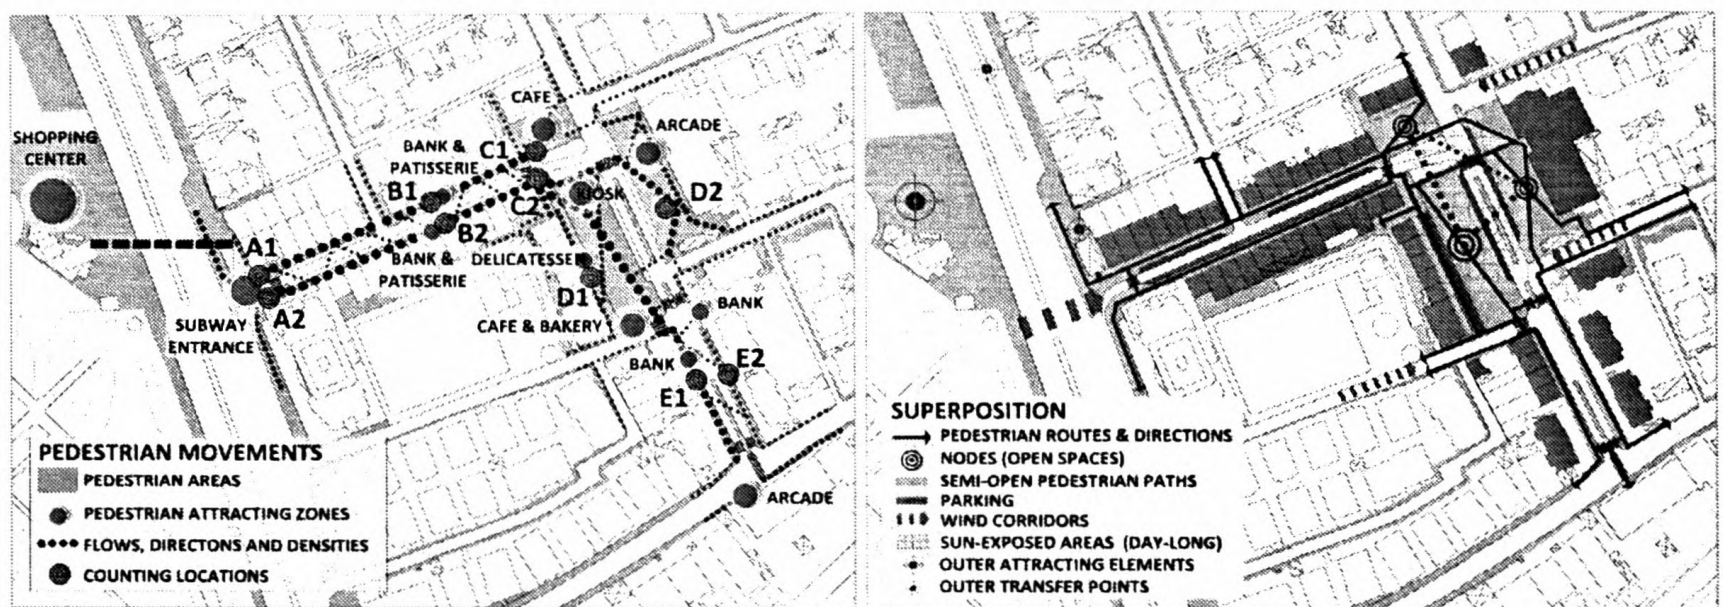 CAFE
SHOPPING
CENTER
ARCADE
BANK &
PATISSERIE
C1
B1
KIOSK
C2
D2
B2
A1
DELICATESSE
BANK &
PATISSERIE
D1
A2
SUBWAY
ENTRANCE
CAFE & BAKERY
BANK
BANK
E2
E1
ARCADE
PEDESTRIAN MOVEMENTS
PEDESTRIAN AREAS
PEDESTRIAN ATTRACTING ZONES
FLOWS, DIRECTONS AND DENSITIES
COUNTING LOCATIONS
SUPERPOSITION
PEDESTRIAN ROUTES & DIRECTIONS
NODES (OPEN SPACES)
SEMI-OPEN PEDESTRIAN PATHS
PARKING
WIND CORRIDORS
SUN-EXPOSED AREAS (DAY-LONG)
OUTER ATTRACTING ELEMENTS
OUTER TRANSFER POINTS